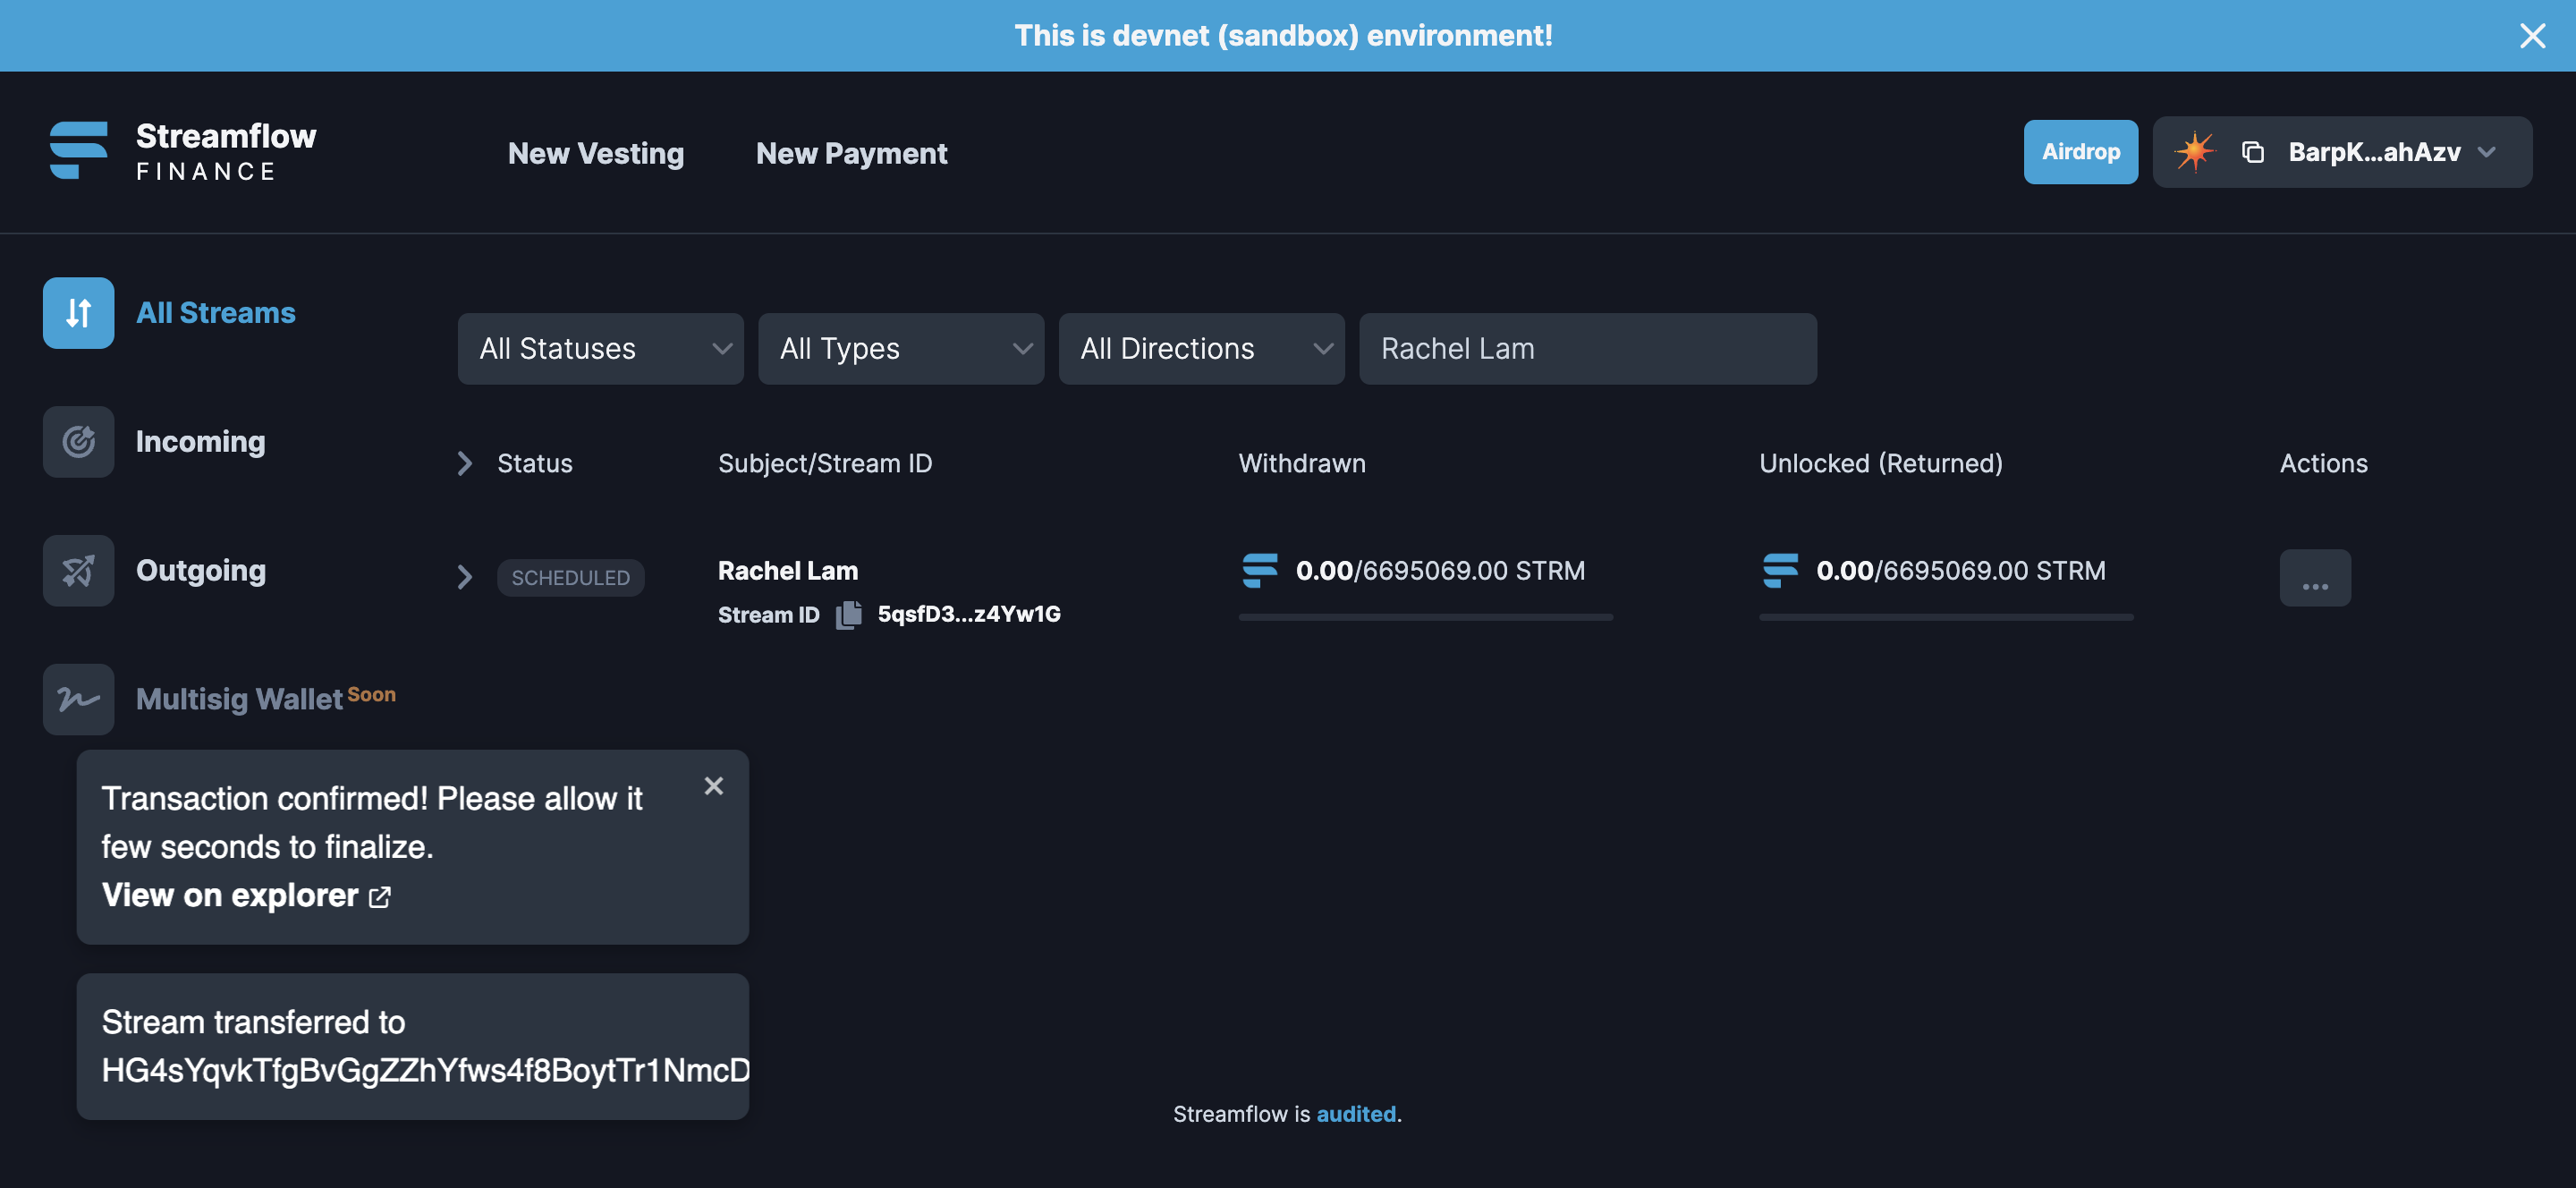 This is devnet (sandbox) environment!
Streamflow
FINANCE
New Vesting
New Payment
Airdrop
BarpK...ahAzv
All Streams
Incoming
Outgoing
Multisig Wallet Soon
All Statuses
All Types
All Directions
Rachel Lam
Status
Subject/Stream ID
Withdrawn
Unlocked (Returned)
Actions
SCHEDULED
Rachel Lam
Stream ID 5qsfD3...z4Yw1G
0.00/6695069.00 STRM
0.00/6695069.00 STRM
...
Transaction confirmed! Please allow it
few seconds to finalize.
View on explorer
Stream transferred to
HG4sYqvkTfgBvGgZZhYfws4f8BoytTr1NmcD
Streamflow is audited.